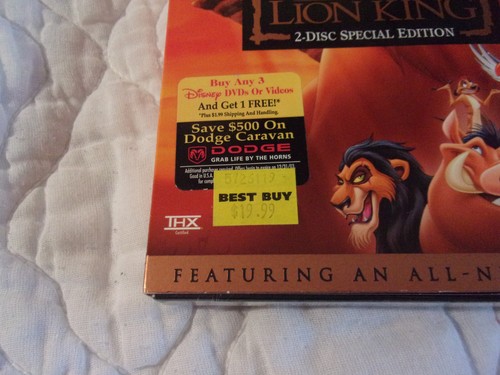 LION KING
2-DISC SPECIAL EDITION
Buy Any 3
Disney DVDs Or Videos
And Get 1 FREE!*
*Plus $1.99 Shipping And Handling.
Save $500 On
Dodge Caravan
DODGE
GRAB LIFE BY THE HORNS
BEST BUY
$19.99
THX
Certified
FEATURING AN ALL-N